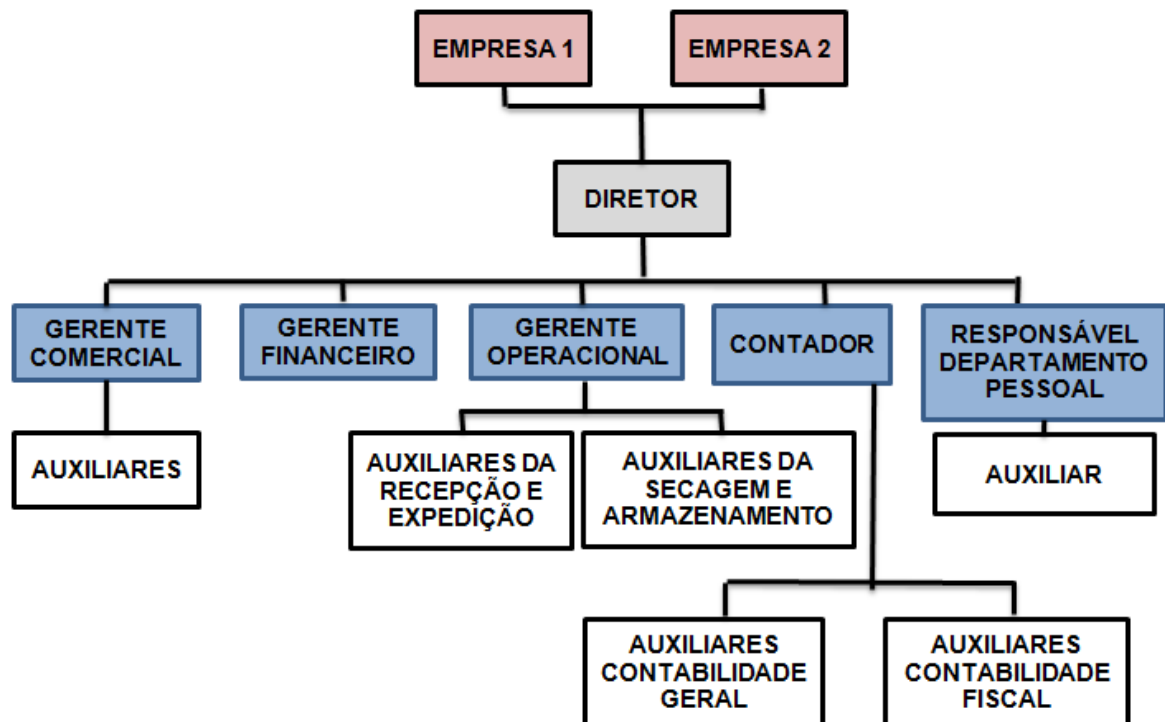 EMPRESA 1
EMPRESA 2
DIRETOR
GERENTE
COMERCIAL
GERENTE
FINANCEIRO
GERENTE
OPERACIONAL
CONTADOR
RESPONSÁVEL
DEPARTAMENTO
PESSOAL
AUXILIARES
AUXILIARES DA
RECEPÇÃO E
EXPEDIÇÃO
AUXILIARES DA
SECAGEM E
ARMAZENAMENTO
AUXILIAR
AUXILIARES
CONTABILIDADE
GERAL
AUXILIARES
CONTABILIDADE
FISCAL